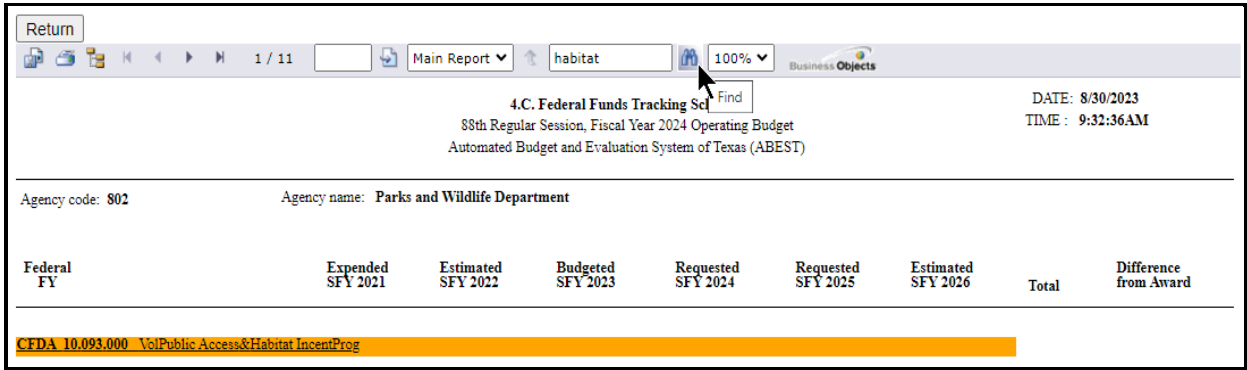 Return
1 / 11 Main Report habitat 100% Business Objects
Find
4.C. Federal Funds Tracking Sc
DATE: 8/30/2023
88th Regular Session, Fiscal Year 2024 Operating Budget
TIME : 9:32:36AM
Automated Budget and Evaluation System of Texas (ABEST)
Agency code: 802 Agency name: Parks and Wildlife Department
Federal Expended Estimated Budgeted Requested Requested Estimated Difference
FY SFY 2021 SFY 2022 SFY 2023 SFY 2024 SFY 2025 SFY 2026 Total from Award
CFDA 10.093.000 VolPublic Access&Habitat IncentProg